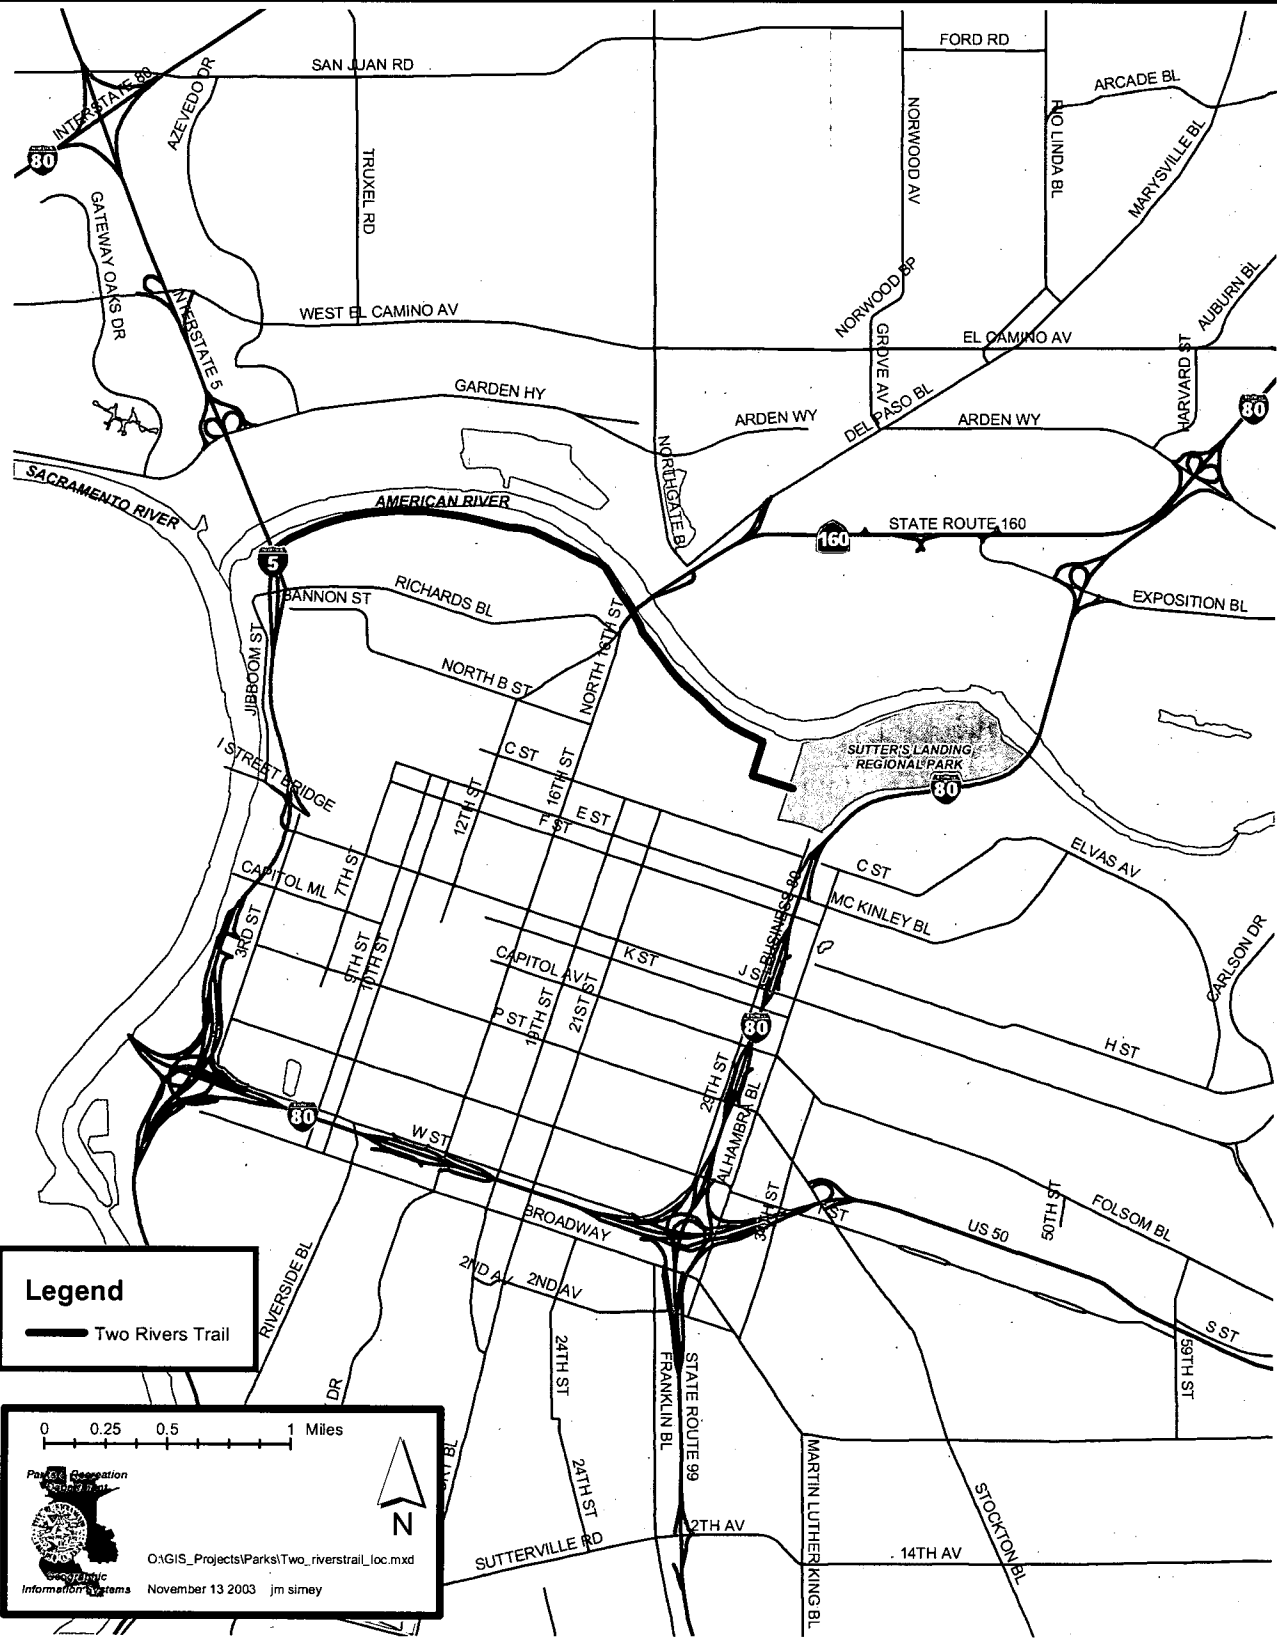 FORD RD
SAN JUAN RD
ARCADE BL
INTERSTATE 80
AZEVEDO DR
80
TRUXEL RD
NORWOOD AV
RIO LINDA BL
MARYSVILLE BL
GATEWAY OAKS DR
NORWOOD BP
AUBURN BL
INTERSTATE 5
WEST EL CAMINO AV
EL CAMINO AV
GROVE AV
HARVARD ST
GARDEN HY
ARDEN WY
DEL PASO BL
ARDEN WY
80
NORTHGATE B
SACRAMENTO RIVER
AMERICAN RIVER
STATE ROUTE 160
160
5
BANNON ST
RICHARDS BL
EXPOSITION BL
JIBBOOM ST
NORTH B ST
NORTH 16TH ST
I STREET BRIDGE
C ST
SUTTER'S LANDING
REGIONAL PARK
80
12TH ST
16TH ST
E ST
F ST
CAPITOL ML
7TH ST
C ST
ELVAS AV
BUSINESS 80
MC KINLEY BL
3RD ST
9TH ST
10TH ST
CAPITOL AV
K ST
J ST
CARLSON DR
P ST
19TH ST
21ST ST
80
H ST
29TH ST
ALHAMBRA BL
80
W ST
BROADWAY
50TH ST
FOLSOM BL
US 50
2ND AV
2ND AV
RIVERSIDE BL
S ST
Legend
Two Rivers Trail
24TH ST
FRANKLIN BL
STATE ROUTE 99
59TH ST
DR
0 0.25 0.5 1 Miles
Parks & Recreation
Department
N
24TH ST
MARTIN LUTHER KING BL
STOCKTON BL
2TH AV
SUTTERVILLE RD
14TH AV
O:\GIS_Projects\Parks\Two_riverstrail_loc.mxd
Geographic
Information Systems
November 13 2003 jm simey